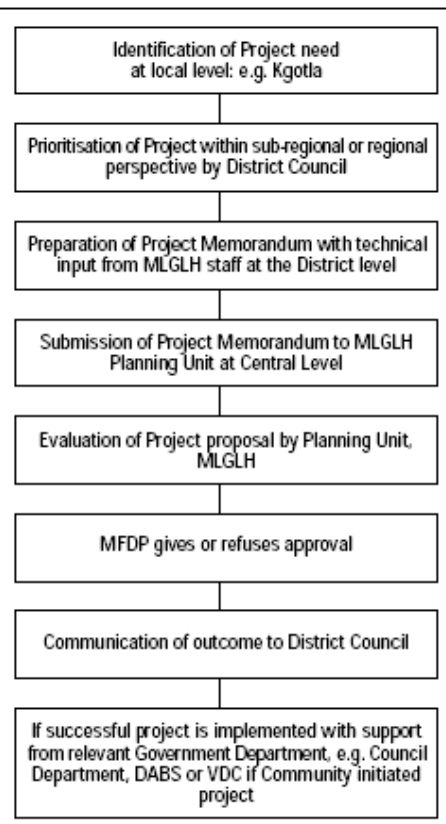 Identification of Project need
at local level: e.g. Kgotla
Prioritisation of Project within sub-regional or regional
perspective by District Council
Preparation of Project Memorandum with technical
input from MLGLH staff at the District level
Submission of Project Memorandum to MLGLH
Planning Unit at Central Level
Evaluation of Project proposal by Planning Unit,
MLGLH
MFDP gives or refuses approval
Communication of outcome to District Council
If successful project is implemented with support
from relevant Government Department, e.g. Council
Department, DABS or VDC if Community initiated
project